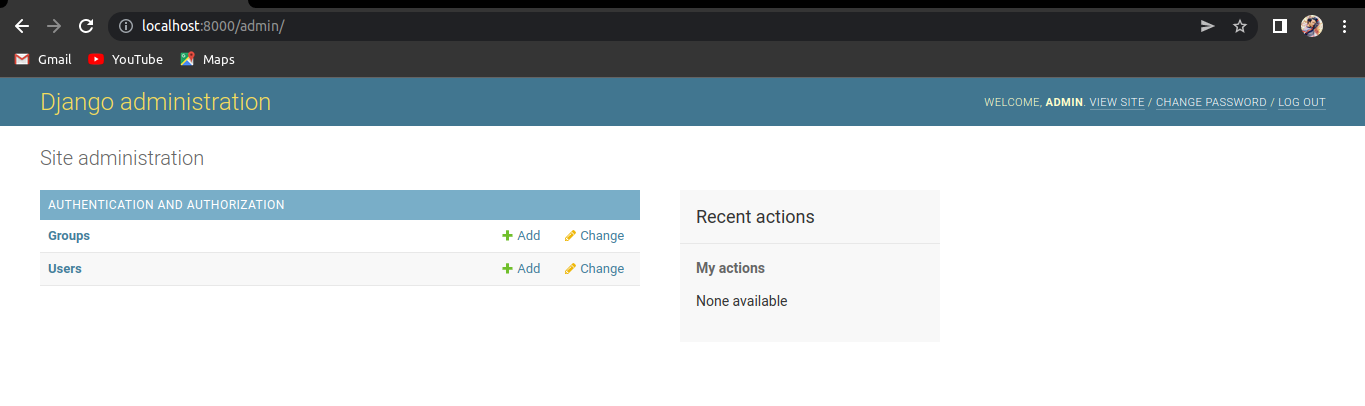 localhost:8000/admin/
Gmail YouTube Maps
Django administration
WELCOME, ADMIN. VIEW SITE / CHANGE PASSWORD / LOG OUT
Site administration
AUTHENTICATION AND AUTHORIZATION
Groups Add Change
Users Add Change
Recent actions
My actions
None available